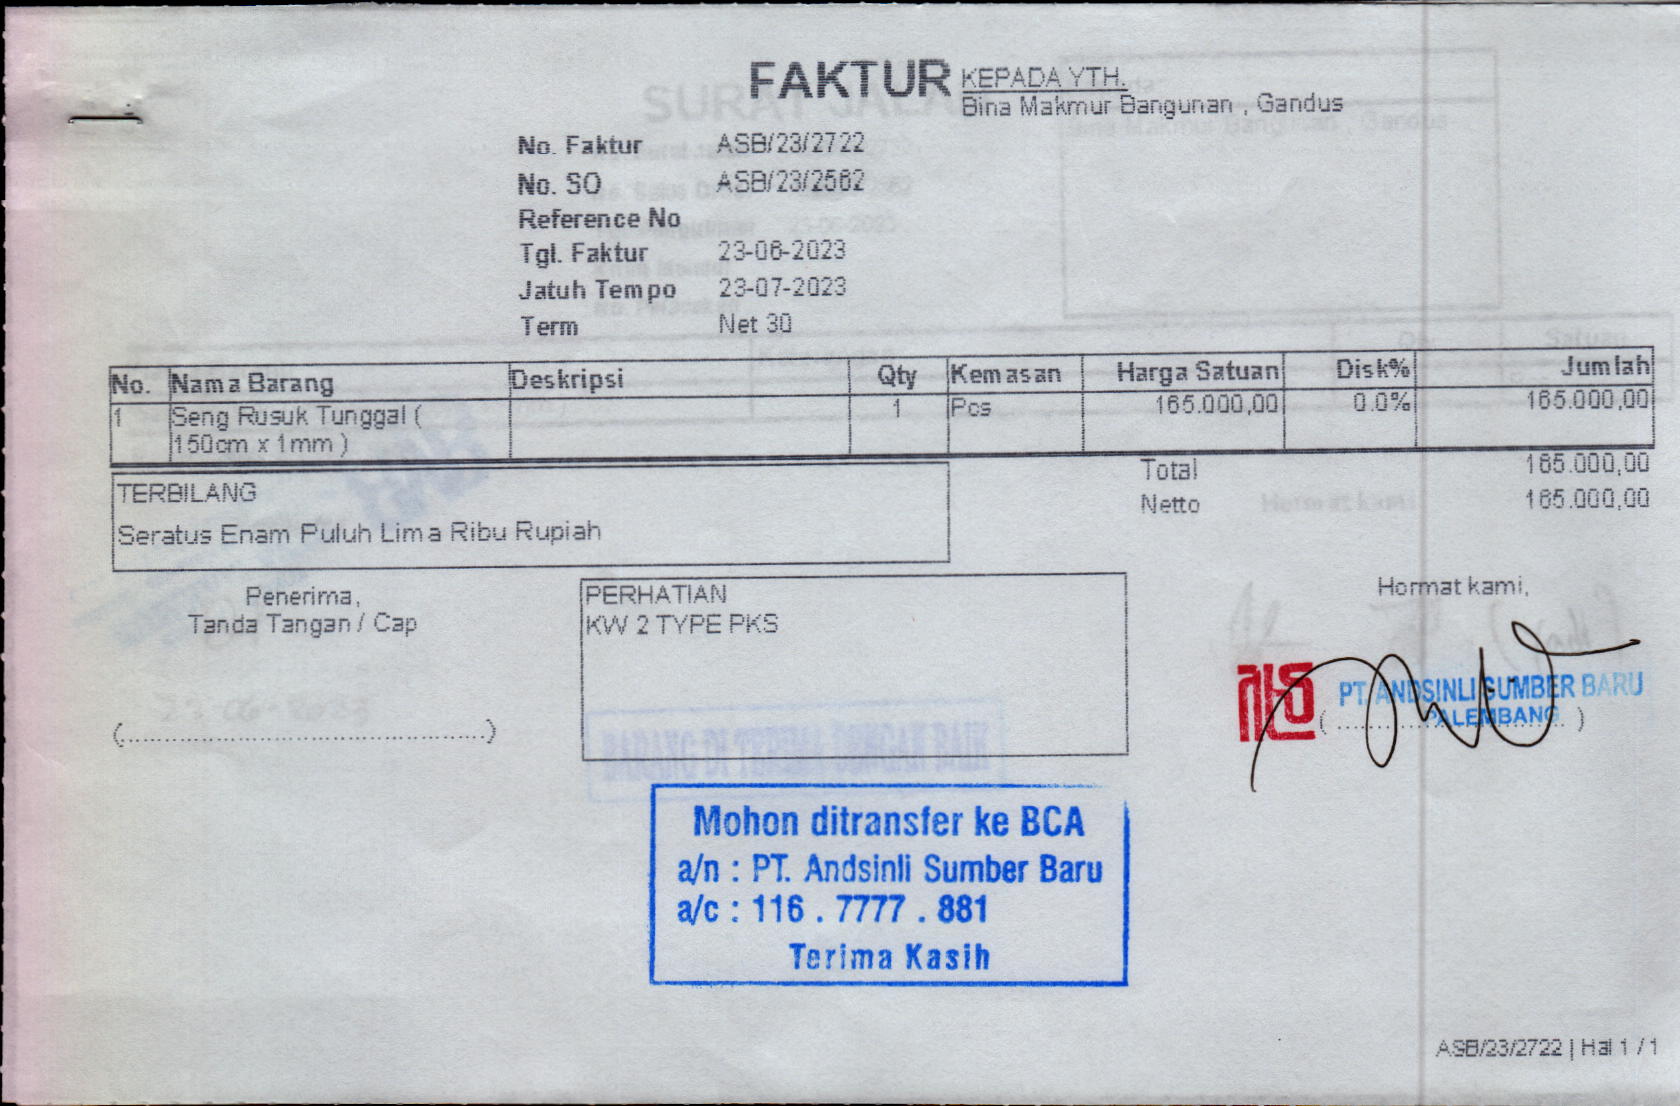 FAKTUR
KEPADA YTH.
Bina Makmur Bangunan , Gandus
No. Faktur ASB/23/2722
No. SO ASB/23/2562
Reference No
Tgl. Faktur 23-06-2023
Jatuh Tempo 23-07-2023
Term Net 30
No. Nama Barang Deskripsi Qty Kemasan Harga Satuan Disk% Jumlah
1 Seng Rusuk Tunggal ( 1 Pcs 165.000,00 0.0% 165.000,00
150cm x 1mm )
Total 165.000,00
Netto 165.000,00
TERBILANG
Seratus Enam Puluh Lima Ribu Rupiah
Penerima,
Tanda Tangan / Cap
(..........................................)
PERHATIAN
KW 2 TYPE PKS
Hormat kami,
PT. ANDSINLI SUMBER BARU
PALEMBANG
BARANG DI TERIMA DENGAN BAIK
Mohon ditransfer ke BCA
a/n : PT. Andsinli Sumber Baru
a/c : 116 . 7777 . 881
Terima Kasih
ASB/23/2722 | Hal 1 / 1